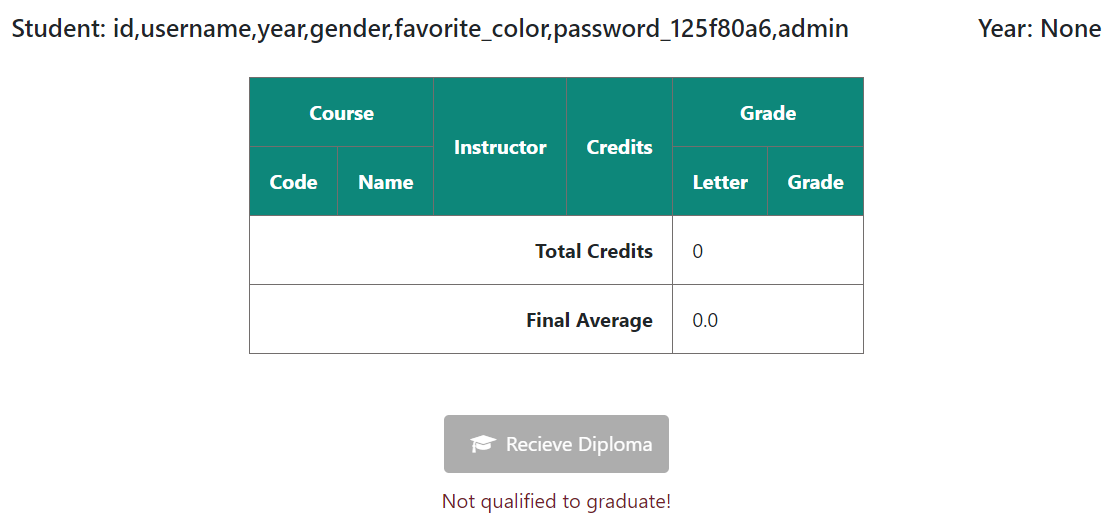 Student: id,username,year,gender,favorite_color,password_125f80a6,admin Year: None
Course Instructor Credits Grade
Code Name Letter Grade
Total Credits 0
Final Average 0.0
Recieve Diploma
Not qualified to graduate!